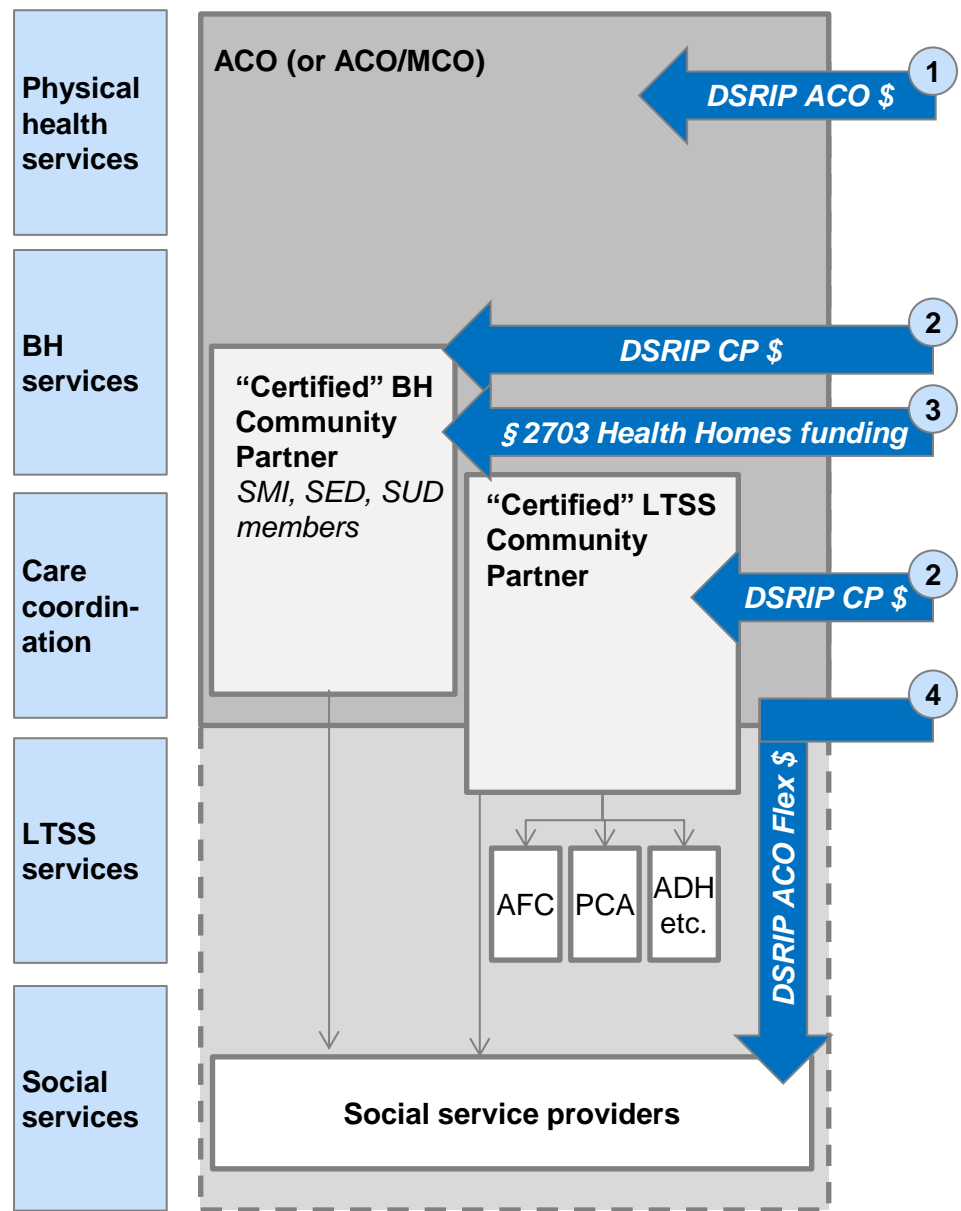 Physical
health
services
BH
services
Care
coordin-
ation
LTSS
services
Social
services
ACO (or ACO/MCO)
DSRIP ACO $
1
DSRIP CP $
2
§ 2703 Health Homes funding
3
“Certified” BH
Community
Partner
SMI, SED, SUD
members
“Certified” LTSS
Community
Partner
DSRIP CP $
2
4
DSRIP ACO Flex $
AFC
PCA
ADH
etc.
Social service providers